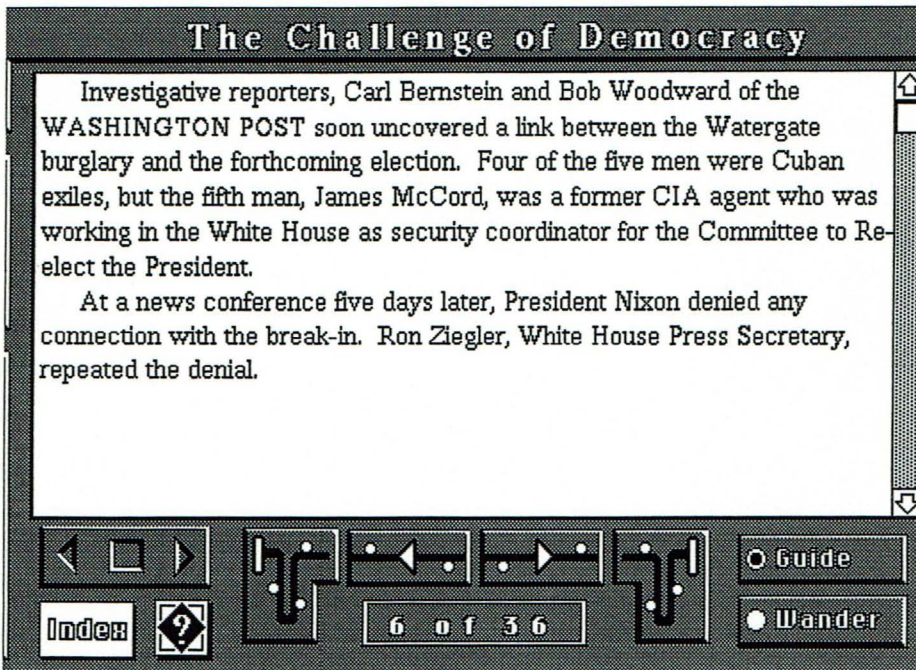 The Challenge of Democracy
Investigative reporters, Carl Bernstein and Bob Woodward of the
WASHINGTON POST soon uncovered a link between the Watergate
burglary and the forthcoming election. Four of the five men were Cuban
exiles, but the fifth man, James McCord, was a former CIA agent who was
working in the White House as security coordinator for the Committee to Re-
elect the President.
At a news conference five days later, President Nixon denied any
connection with the break-in. Ron Ziegler, White House Press Secretary,
repeated the denial.
Guide
Index
?
6 of 36
Wander